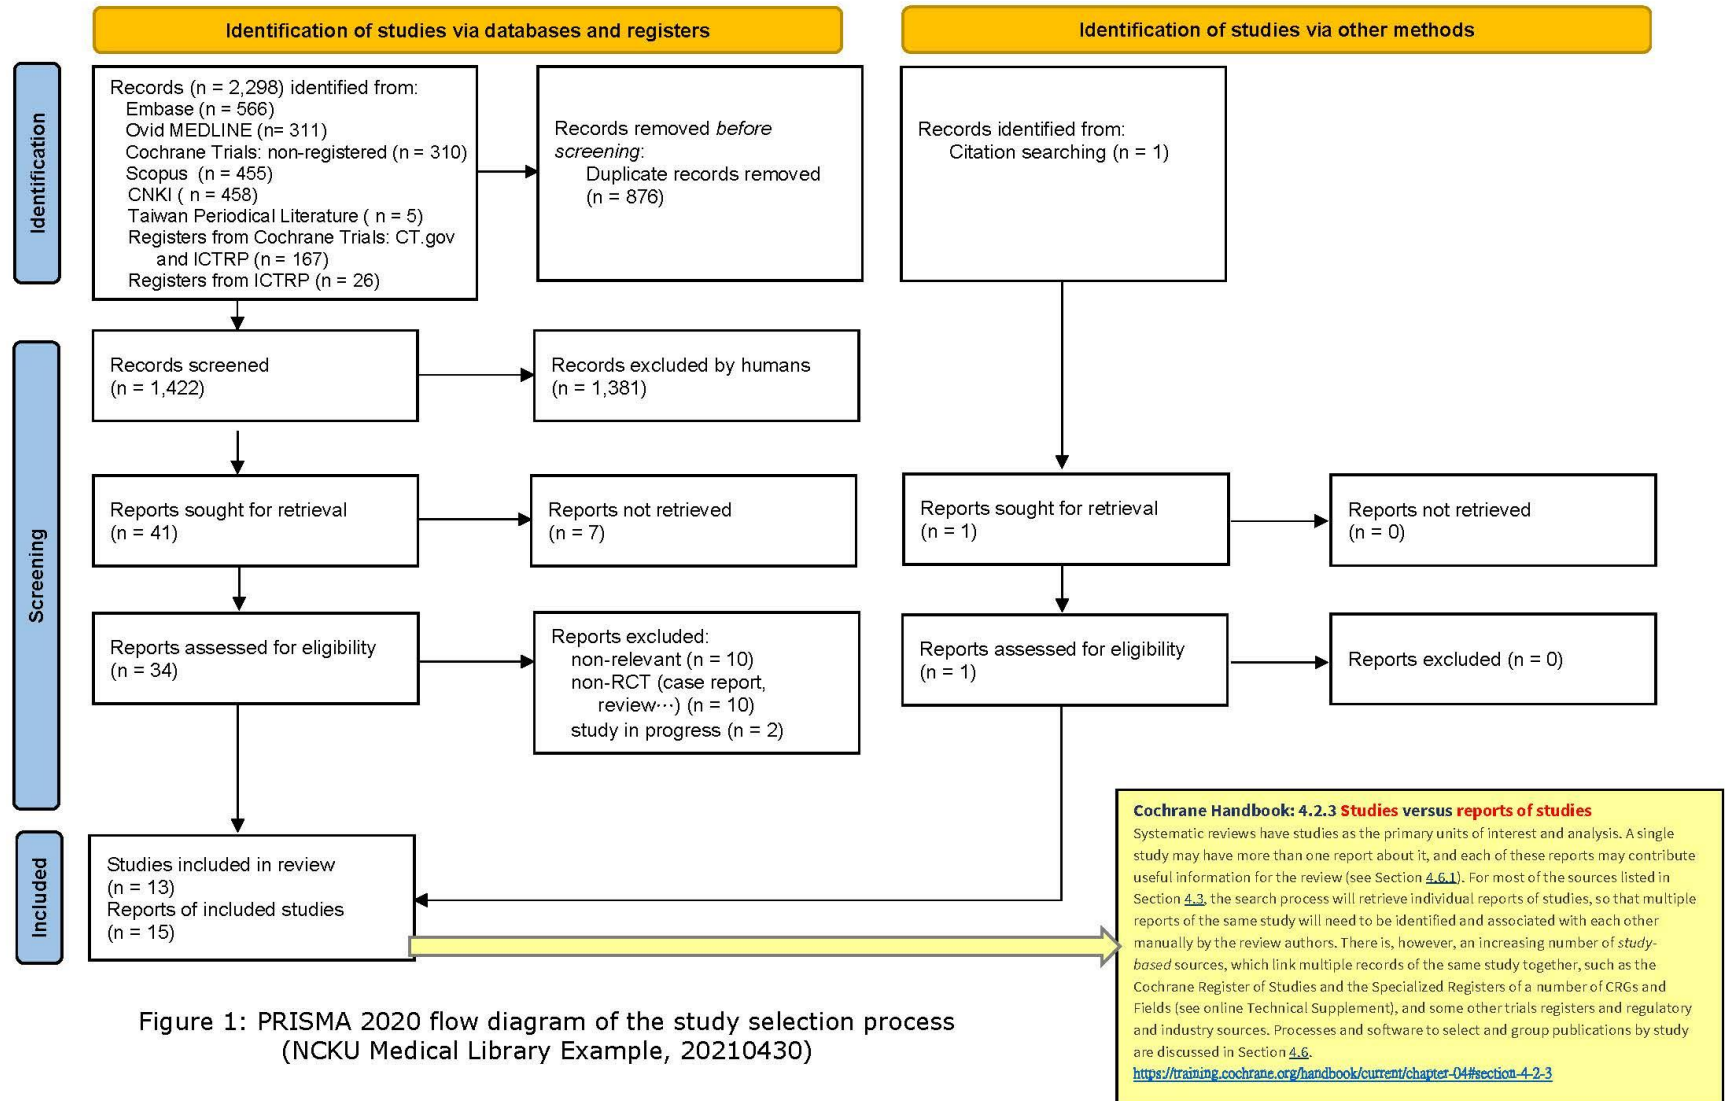 Identification of studies via databases and registers
Identification of studies via other methods
Identification
Records (n = 2,298) identified from:
Embase (n = 566)
Ovid MEDLINE (n= 311)
Cochrane Trials: non-registered (n = 310)
Scopus (n = 455)
CNKI ( n = 458)
Taiwan Periodical Literature ( n = 5)
Registers from Cochrane Trials: CT.gov
and ICTRP (n = 167)
Registers from ICTRP (n = 26)
Records removed before
screening:
Duplicate records removed
(n = 876)
Records identified from:
Citation searching (n = 1)
Screening
Records screened
(n = 1,422)
Records excluded by humans
(n = 1,381)
Reports sought for retrieval
(n = 41)
Reports not retrieved
(n = 7)
Reports sought for retrieval
(n = 1)
Reports not retrieved
(n = 0)
Reports assessed for eligibility
(n = 34)
Reports excluded:
non-relevant (n = 10)
non-RCT (case report,
review···) (n = 10)
study in progress (n = 2)
Reports assessed for eligibility
(n = 1)
Reports excluded (n = 0)
Included
Studies included in review
(n = 13)
Reports of included studies
(n = 15)
Cochrane Handbook: 4.2.3 Studies versus reports of studies
Systematic reviews have studies as the primary units of interest and analysis. A single
study may have more than one report about it, and each of these reports may contribute
useful information for the review (see Section 4.6.1). For most of the sources listed in
Section 4.3, the search process will retrieve individual reports of studies, so that multiple
reports of the same study will need to be identified and associated with each other
manually by the review authors. There is, however, an increasing number of study-
based sources, which link multiple records of the same study together, such as the
Cochrane Register of Studies and the Specialized Registers of a number of CRGs and
Fields (see online Technical Supplement), and some other trials registers and regulatory
and industry sources. Processes and software to select and group publications by study
are discussed in Section 4.6.
https://training.cochrane.org/handbook/current/chapter-04#section-4-2-3
Figure 1: PRISMA 2020 flow diagram of the study selection process
(NCKU Medical Library Example, 20210430)